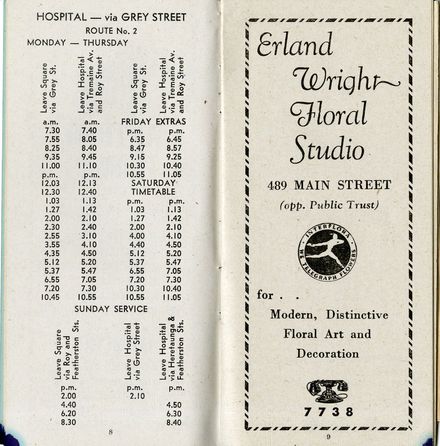 HOSPITAL — via GREY STREET
ROUTE No. 2
MONDAY — THURSDAY
Leave Square
via Grey St.
Leave Hospital
via Tremaine Av.
and Roy Street
Leave Square
via Grey St.
Leave Hospital
via Tremaine Av.
and Roy Street
a.m. a.m. FRIDAY EXTRAS
7.30 7.40 p.m. p.m.
7.55 8.05 6.35 6.45
8.25 8.40 8.47 8.57
9.35 9.45 9.15 9.25
11.00 11.10 10.30 10.40
p.m. p.m. 10.55 11.05
12.03 12.13 SATURDAY
12.30 12.40 TIMETABLE
1.03 1.13 p.m. p.m.
1.27 1.42 1.03 1.13
2.00 2.10 1.27 1.42
2.30 2.40 2.00 2.10
2.55 3.10 4.00 4.10
3.55 4.10 4.40 4.50
4.35 4.50 5.12 5.20
5.12 5.20 5.37 5.47
5.37 5.47 6.55 7.05
6.55 7.05 7.20 7.30
7.20 7.30 10.30 10.40
10.45 10.55 10.55 11.05
SUNDAY SERVICE
Leave Square
via Roy and
Featherston Sts.
Leave Hospital
via Grey Street
Leave Hospital
via Heretaunga &
Featherston Sts.
p.m. p.m. p.m.
2.00 2.10
4.40 4.50
6.20 6.30
8.30 8.40
8
Erland
Wright
Floral
Studio
489 MAIN STREET
(opp. Public Trust)
INTERFLORA
WE TELEGRAPH FLOWERS
for . .
Modern, Distinctive
Floral Art and
Decoration
7738
9